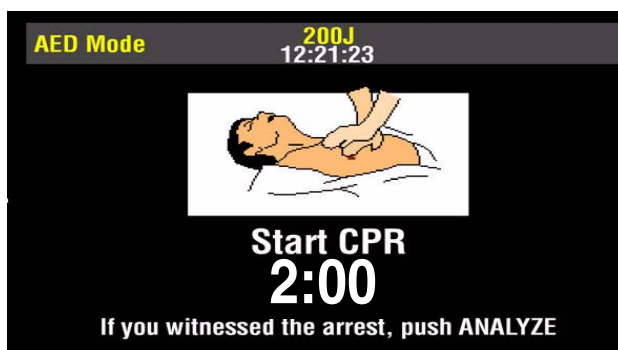 AED Mode 200J
12:21:23
Start CPR
2:00
If you witnessed the arrest, push ANALYZE